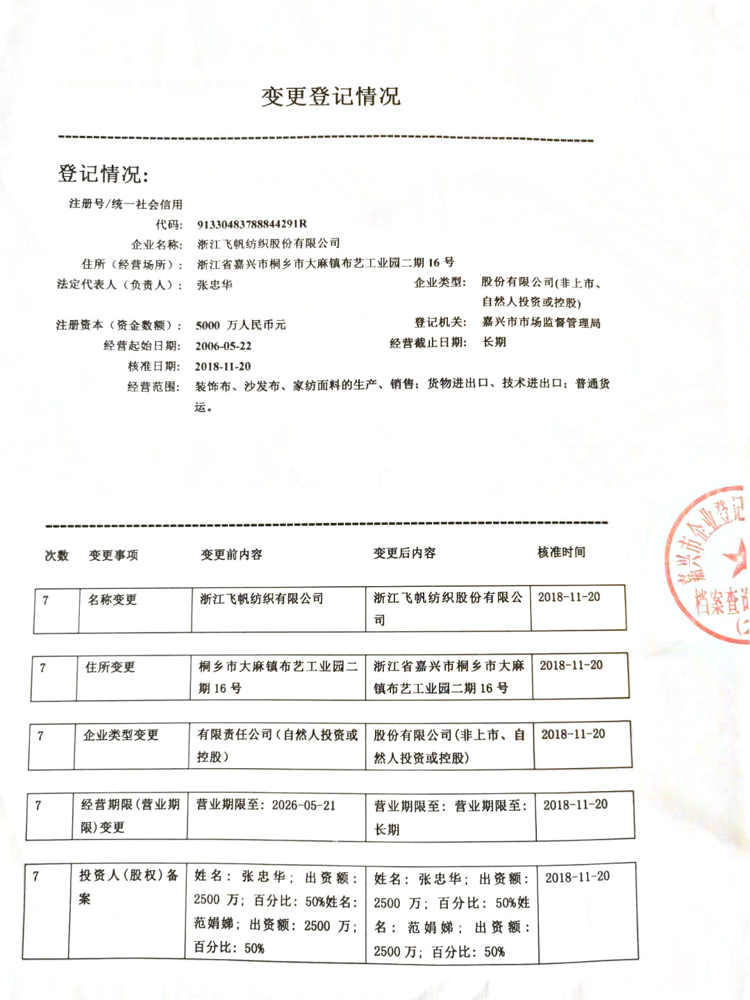 变更登记情况
登记情况:
注册号/统一社会信用
代码: 91330483788844291R
企业名称: 浙江飞帆纺织股份有限公司
住所（经营场所）: 浙江省嘉兴市桐乡市大麻镇布艺工业园二期 16 号
法定代表人（负责人）: 张忠华 企业类型: 股份有限公司(非上市、
自然人投资或控股)
注册资本（资金数额）: 5000 万人民币元 登记机关: 嘉兴市市场监督管理局
经营起始日期: 2006-05-22 经营截止日期: 长期
核准日期: 2018-11-20
经营范围: 装饰布、沙发布、家纺面料的生产、销售；货物进出口、技术进出口；普通货
运。
次数 变更事项 变更前内容 变更后内容 核准时间
7 名称变更 浙江飞帆纺织有限公司 浙江飞帆纺织股份有限公 2018-11-20
司
7 住所变更 桐乡市大麻镇布艺工业园二 浙江省嘉兴市桐乡市大麻 2018-11-20
期 16 号 镇布艺工业园二期 16 号
7 企业类型变更 有限责任公司（自然人投资或 股份有限公司(非上市、自 2018-11-20
控股） 然人投资或控股)
7 经营期限(营业期 营业期限至: 2026-05-21 营业期限至: 营业期限至: 2018-11-20
限)变更 长期
7 投资人(股权)备 姓名: 张忠华; 出资额: 姓名: 张忠华; 出资额: 2018-11-20
案 2500 万; 百分比: 50%姓名: 2500 万; 百分比: 50%姓
范娟娣; 出资额: 2500 万; 名: 范娟娣; 出资额:
百分比: 50% 2500 万; 百分比: 50%
嘉兴市企业登记
档案查